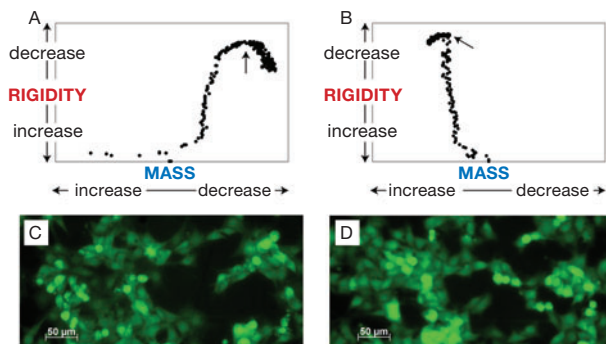 A
B
decrease
RIGIDITY
increase
MASS
increase
decrease
decrease
RIGIDITY
increase
MASS
increase
decrease
C
50 µm
D
50 µm